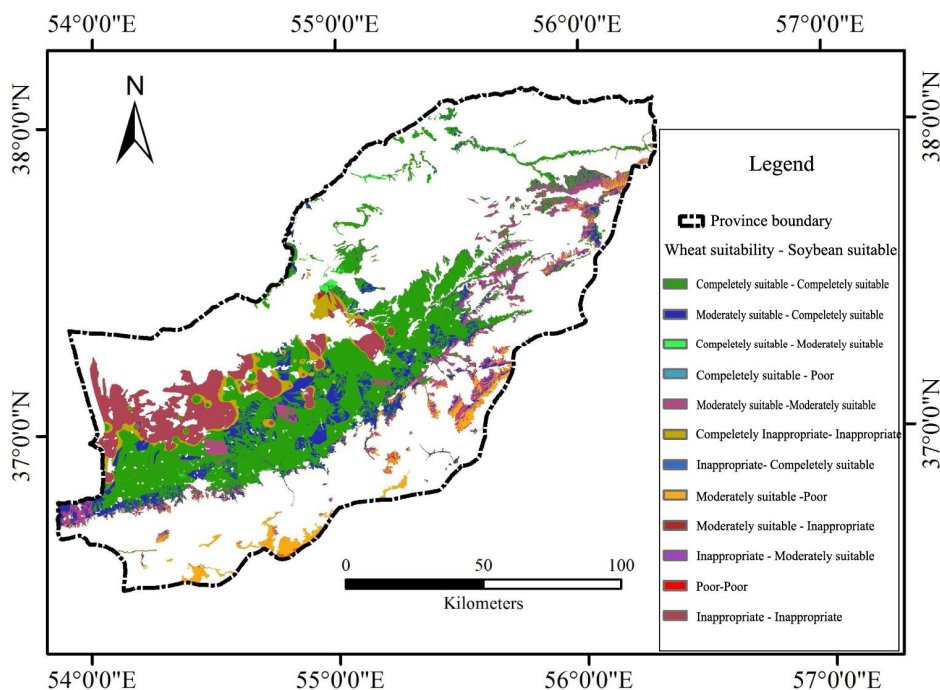 54°0'0"E 55°0'0"E 56°0'0"E 57°0'0"E
N
38°0'0"N
38°0'0"N
Legend
Province boundary
Wheat suitability - Soybean suitable
Compeletely suitable - Compeletely suitable
Moderately suitable - Compeletely suitable
Compeletely suitable - Moderately suitable
Compeletely suitable - Poor
Moderately suitable -Moderately suitable
Completely Inappropriate- Inappropriate
Inappropriate- Compeletely suitable
Moderately suitable -Poor
Moderately suitable - Inappropriate
Inappropriate - Moderately suitable
Poor-Poor
Inappropriate - Inappropriate
37°0'0"N
37°0'0"N
0 50 100
Kilometers
54°0'0"E 55°0'0"E 56°0'0"E 57°0'0"E